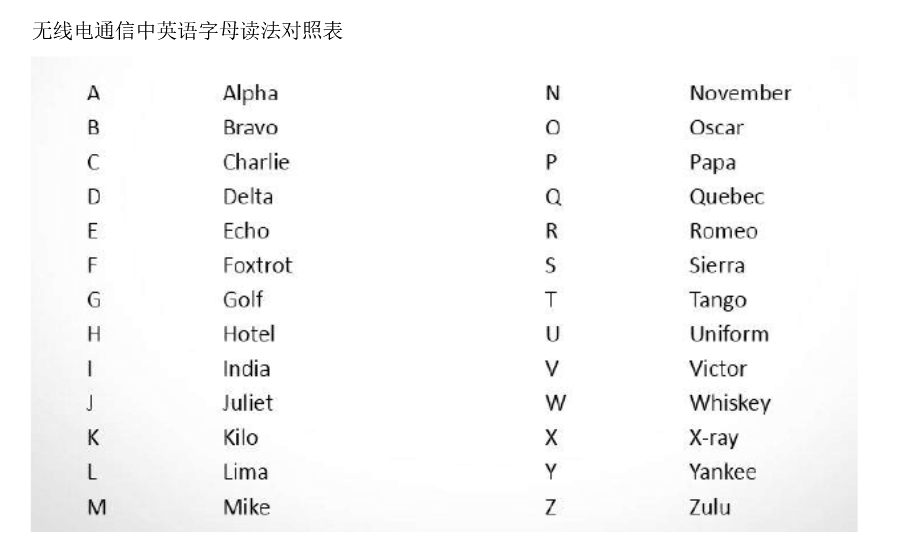 无线电通信中英语字母读法对照表
A Alpha N November
B Bravo O Oscar
C Charlie P Papa
D Delta Q Quebec
E Echo R Romeo
F Foxtrot S Sierra
G Golf T Tango
H Hotel U Uniform
I India V Victor
J Juliet W Whiskey
K Kilo X X-ray
L Lima Y Yankee
M Mike Z Zulu